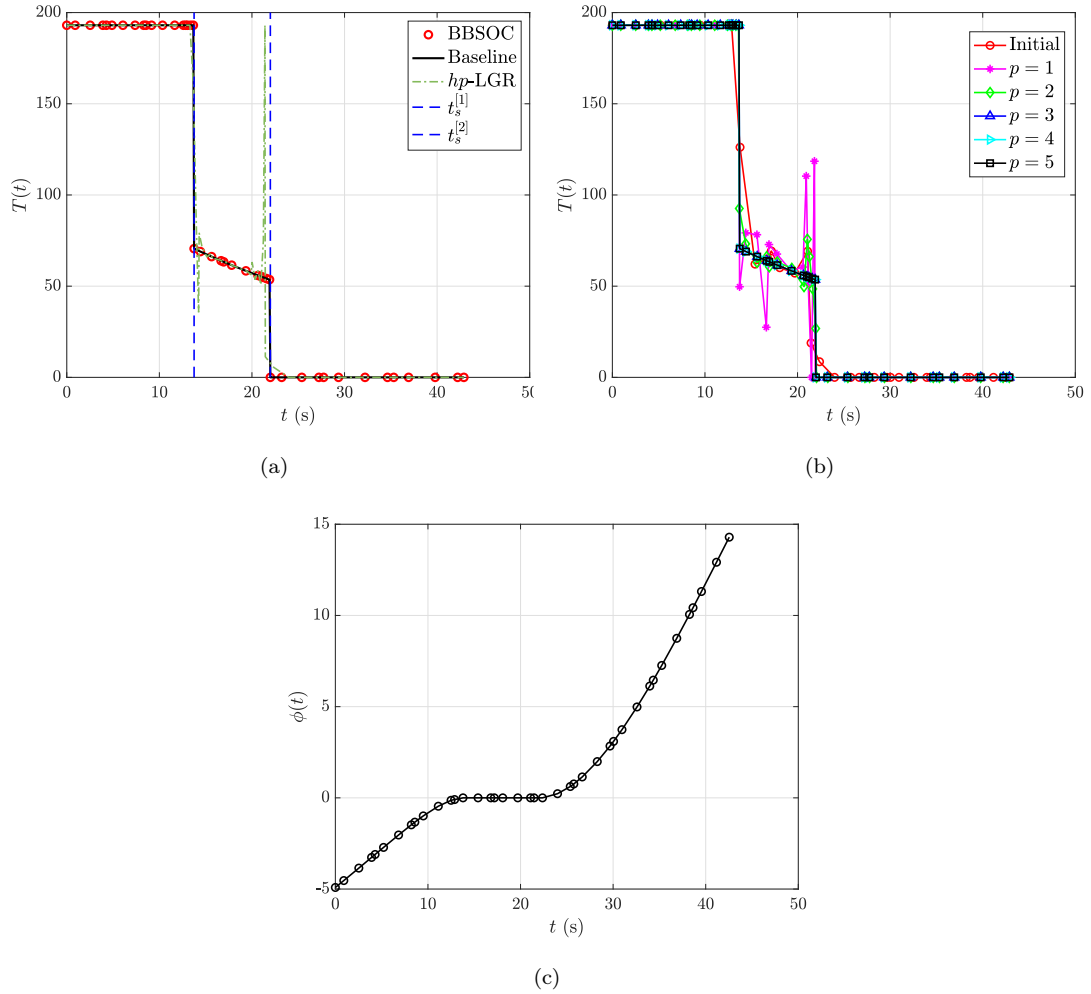 200
150
100
50
0
T(t)
0 10 20 30 40 50
t (s)
BBSOC
Baseline
hp-LGR
t_s^{[1]}
t_s^{[2]}
(a)
200
150
100
50
0
T(t)
0 10 20 30 40 50
t (s)
Initial
p = 1
p = 2
p = 3
p = 4
p = 5
(b)
15
10
5
0
-5
ϕ(t)
0 10 20 30 40 50
t (s)
(c)